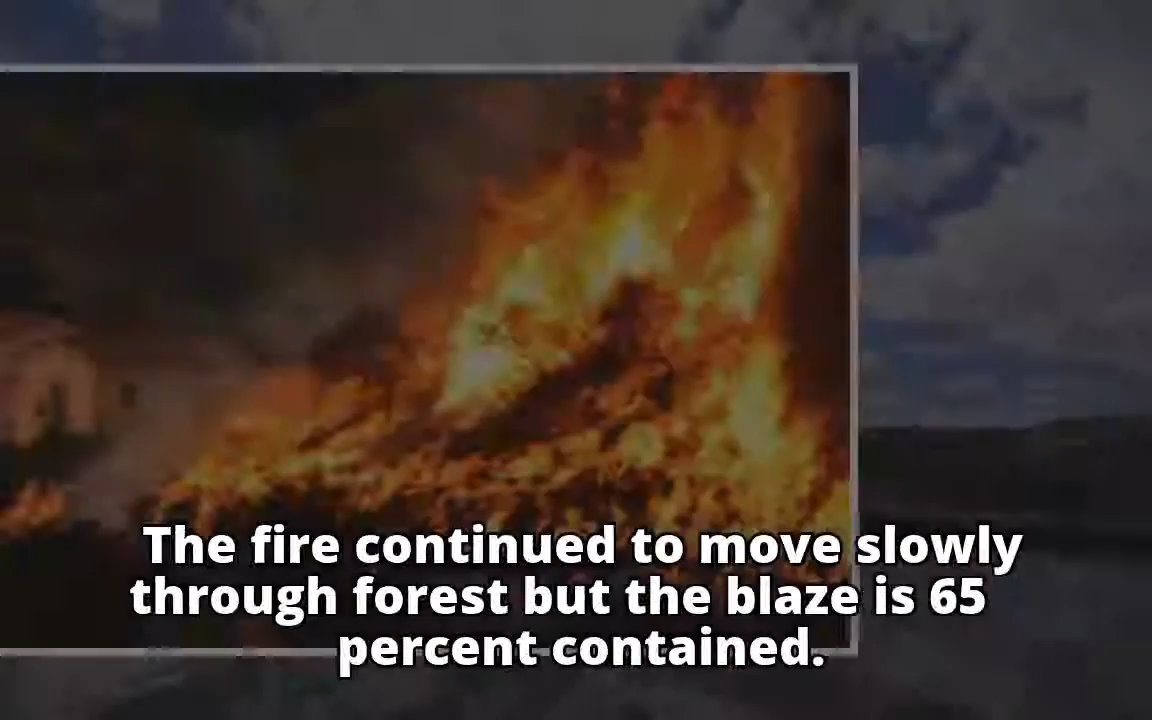 The fire continued to move slowly
through forest but the blaze is 65
percent contained.